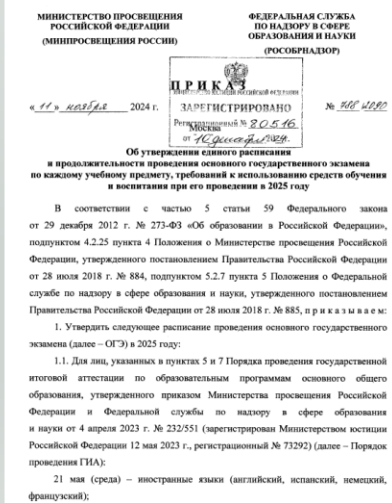 МИНИСТЕРСТВО ПРОСВЕЩЕНИЯ
РОССИЙСКОЙ ФЕДЕРАЦИИ
(МИНПРОСВЕЩЕНИЯ РОССИИ)
ФЕДЕРАЛЬНАЯ СЛУЖБА
ПО НАДЗОРУ В СФЕРЕ
ОБРАЗОВАНИЯ И НАУКИ
(РОСОБРНАДЗОР)
ПРИКАЗ
МИНИСТЕРСТВО ЮСТИЦИИ РОССИЙСКОЙ ФЕДЕРАЦИИ
ЗАРЕГИСТРИРОВАНО
Регистрационный № 80516
от "10 декабря 2024.
« 11 » ноября 2024 г.
Москва
№ 788/2090
Об утверждении единого расписания
и продолжительности проведения основного государственного экзамена
по каждому учебному предмету, требований к использованию средств обучения
и воспитания при его проведении в 2025 году
В соответствии с частью 5 статьи 59 Федерального закона
от 29 декабря 2012 г. № 273-ФЗ «Об образовании в Российской Федерации»,
подпунктом 4.2.25 пункта 4 Положения о Министерстве просвещения Российской
Федерации, утвержденного постановлением Правительства Российской Федерации
от 28 июля 2018 г. № 884, подпунктом 5.2.7 пункта 5 Положения о Федеральной
службе по надзору в сфере образования и науки, утвержденного постановлением
Правительства Российской Федерации от 28 июля 2018 г. № 885, п р и к а з ы в а е м:
1. Утвердить следующее расписание проведения основного государственного
экзамена (далее – ОГЭ) в 2025 году:
1.1. Для лиц, указанных в пунктах 5 и 7 Порядка проведения государственной
итоговой аттестации по образовательным программам основного общего
образования, утвержденного приказом Министерства просвещения Российской
Федерации и Федеральной службы по надзору в сфере образования
и науки от 4 апреля 2023 г. № 232/551 (зарегистрирован Министерством юстиции
Российской Федерации 12 мая 2023 г., регистрационный № 73292) (далее – Порядок
проведения ГИА):
21 мая (среда) – иностранные языки (английский, испанский, немецкий,
французский);